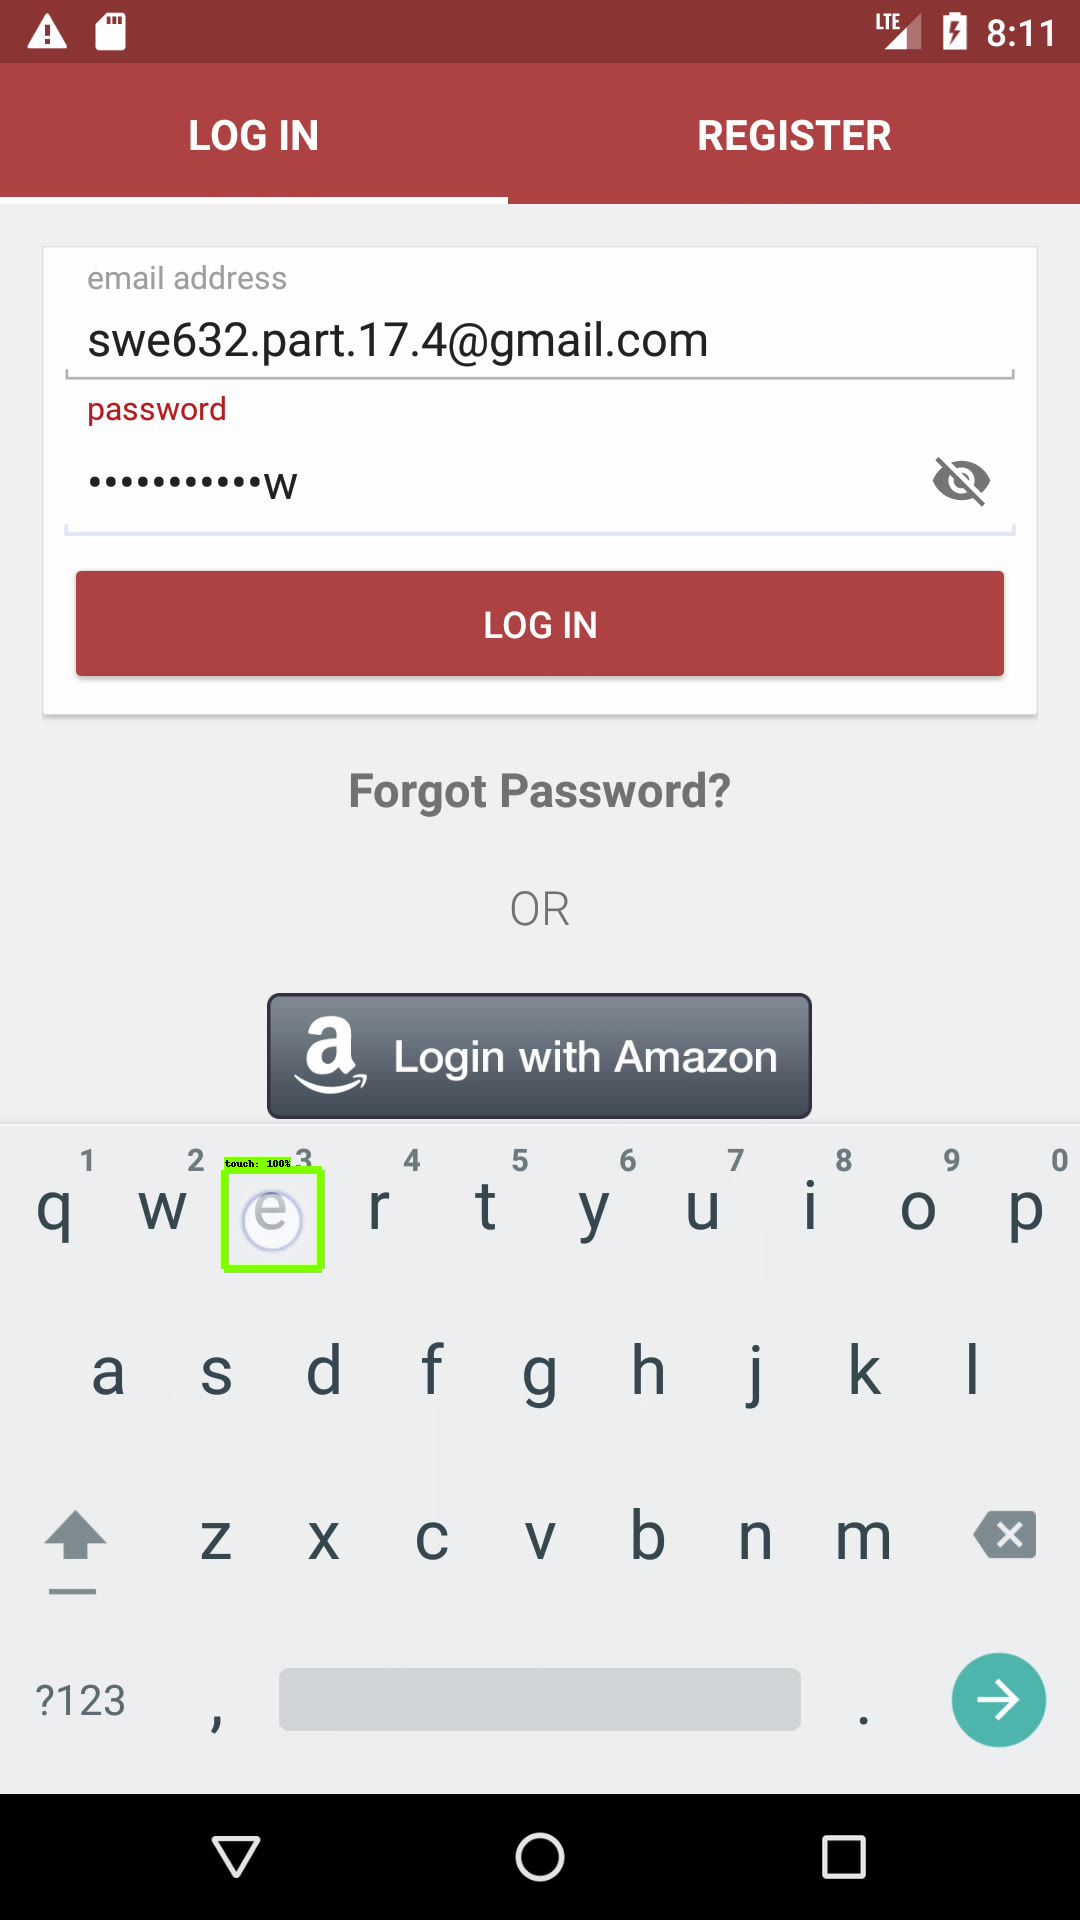 LTE 8:11
LOG IN REGISTER
email address
swe632.part.17.4@gmail.com
password
•••••••••••w
LOG IN
Forgot Password?
OR
a Login with Amazon
1 2 3 4 5 6 7 8 9 0
touch: 100%
q w e r t y u i o p
a s d f g h j k l
z x c v b n m
?123 , .